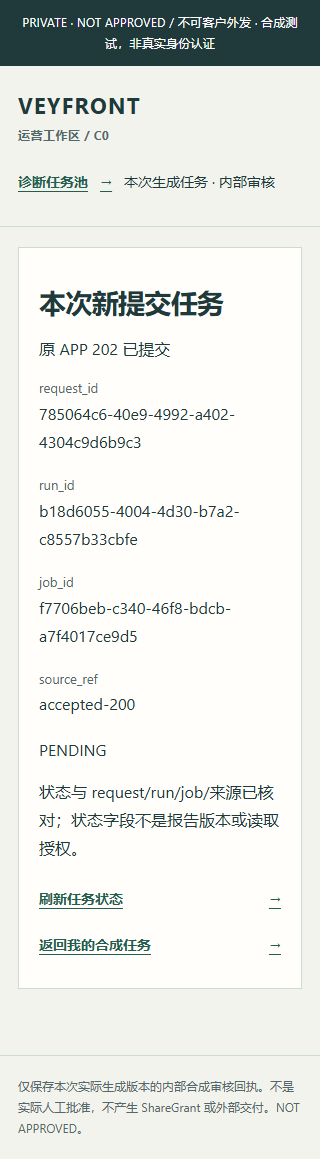 PRIVATE · NOT APPROVED / 不可客户外发 · 合成测
试，非真实身份认证
VEYFRONT
运营工作区 / C0
诊断任务池 → 本次生成任务 · 内部审核
本次新提交任务
原 APP 202 已提交
request_id
785064c6-40e9-4992-a402-
4304c9d6b9c3
run_id
b18d6055-4004-4d30-b7a2-
c8557b33cbfe
job_id
f7706beb-c340-46f8-bdcb-
a7f4017ce9d5
source_ref
accepted-200
PENDING
状态与 request/run/job/来源已核
对；状态字段不是报告版本或读取
授权。
刷新任务状态 →
返回我的合成任务 →
仅保存本次实际生成版本的内部合成审核回执。不是
实际人工批准，不产生 ShareGrant 或外部交付。NOT
APPROVED。